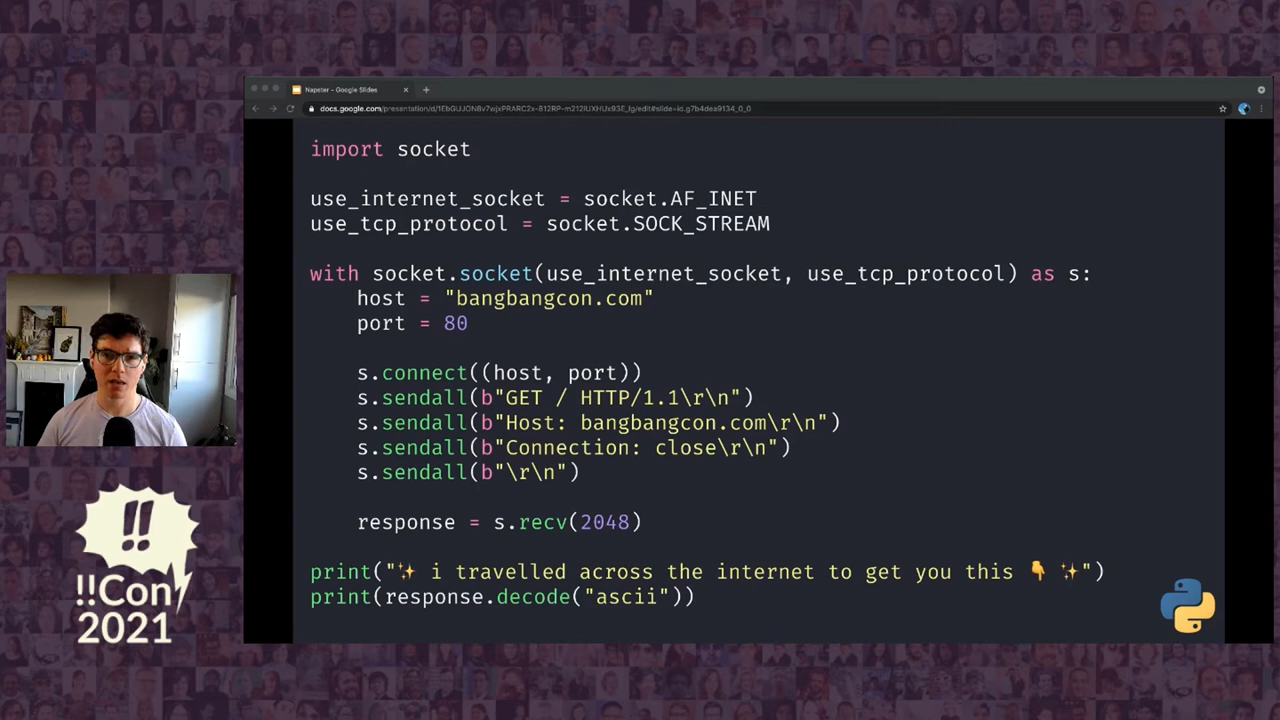 Napster - Google Slides
import socket
use_internet_socket = socket.AF_INET
use_tcp_protocol = socket.SOCK_STREAM
with socket.socket(use_internet_socket, use_tcp_protocol) as s:
host = "bangbangcon.com"
port = 80
s.connect((host, port))
s.sendall(b"GET / HTTP/1.1\r\n")
s.sendall(b"Host: bangbangcon.com\r\n")
s.sendall(b"Connection: close\r\n")
s.sendall(b"\r\n")
response = s.recv(2048)
print("✨ i travelled across the internet to get you this 👇 ✨")
print(response.decode("ascii"))
!!
!!Con
2021